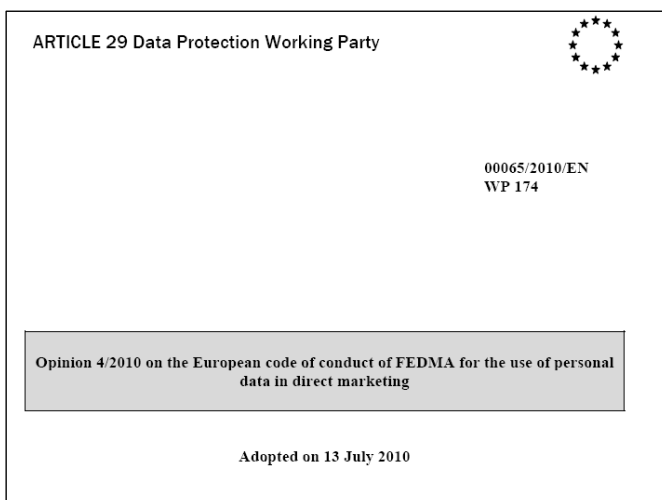 ARTICLE 29 Data Protection Working Party
00065/2010/EN
WP 174
Opinion 4/2010 on the European code of conduct of FEDMA for the use of personal
data in direct marketing
Adopted on 13 July 2010